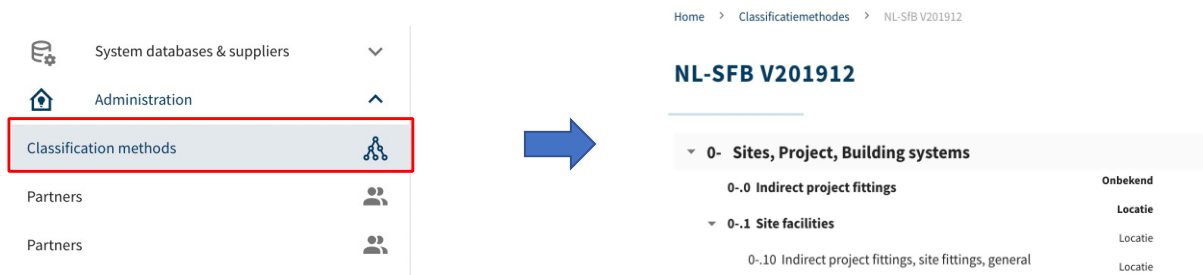 System databases & suppliers
Administration
Classification methods
Partners
Partners
Home > Classificatiemethodes > NL-SfB V201912
NL-SFB V201912
0- Sites, Project, Building systems
0-.0 Indirect project fittings Onbekend
Locatie
0-.1 Site facilities
Locatie
0-.10 Indirect project fittings, site fittings, general
Locatie